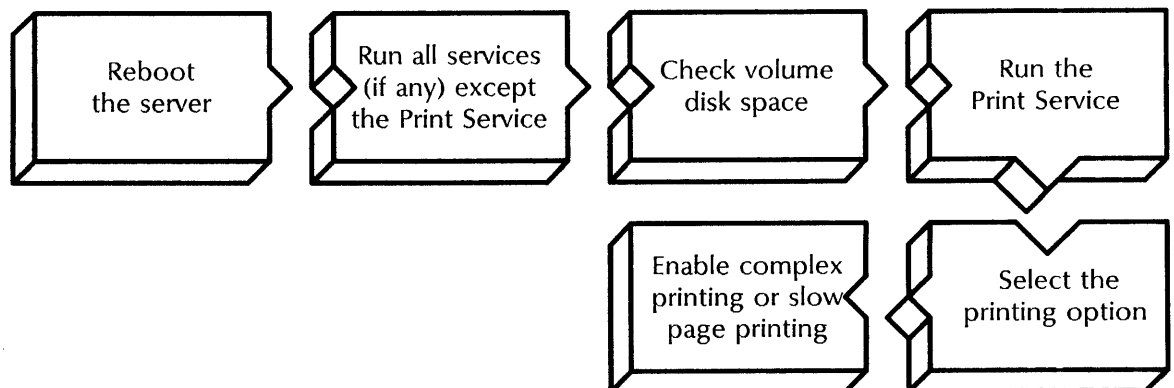 Reboot
the server
Run all services
(if any) except
the Print Service
Check volume
disk space
Run the
Print Service
Select the
printing option
Enable complex
printing or slow
page printing